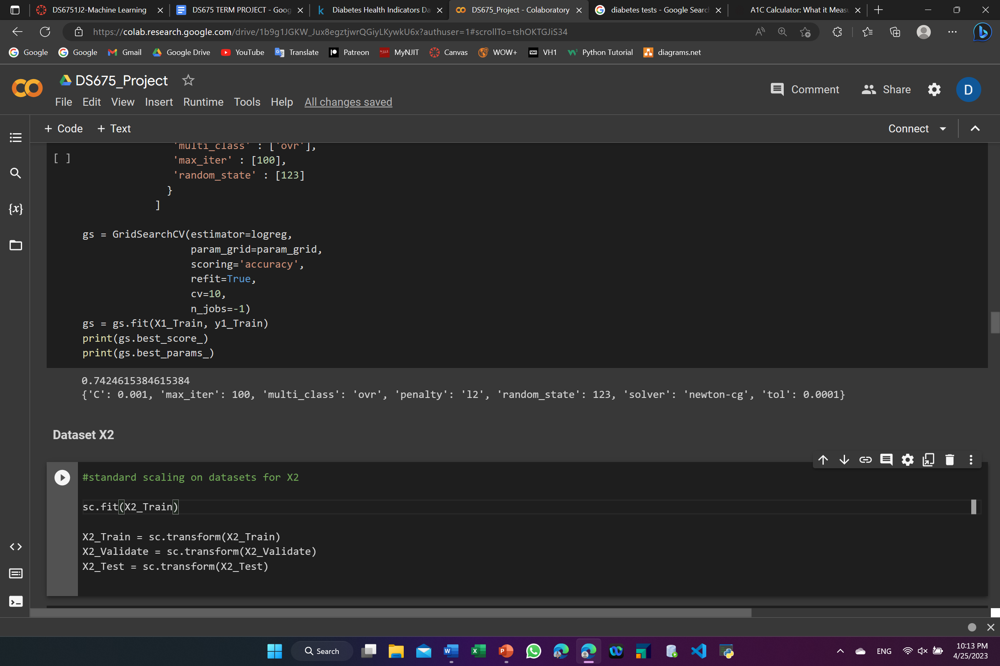 DS6751J2-Machine Learning
DS675 TERM PROJECT - Goog
Diabetes Health Indicators Da
DS675_Project - Colaboratory
diabetes tests - Google Search
A1C Calculator: What it Meas
https://colab.research.google.com/drive/1b9g1JGKW_Jux8egztjwrQGiyLKywkU6x?authuser=1#scrollTo=tshOKTGJiS34
Google
Google
Gmail
Google Drive
YouTube
Translate
Patreon
MyNJIT
Canvas
WOW+
VH1
Python Tutorial
diagrams.net
DS675_Project
Comment
Share
D
File Edit View Insert Runtime Tools Help All changes saved
+ Code + Text
Connect
'multi_class' : ['ovr'],
[ ]
'max_iter' : [100],
'random_state' : [123]
}
]
gs = GridSearchCV(estimator=logreg,
param_grid=param_grid,
scoring='accuracy',
refit=True,
cv=10,
n_jobs=-1)
gs = gs.fit(X1_Train, y1_Train)
print(gs.best_score_)
print(gs.best_params_)
0.7424615384615384
{'C': 0.001, 'max_iter': 100, 'multi_class': 'ovr', 'penalty': 'l2', 'random_state': 123, 'solver': 'newton-cg', 'tol': 0.0001}
Dataset X2
#standard scaling on datasets for X2
sc.fit(X2_Train)
X2_Train = sc.transform(X2_Train)
X2_Validate = sc.transform(X2_Validate)
X2_Test = sc.transform(X2_Test)
Search
ENG
10:13 PM
4/25/2023